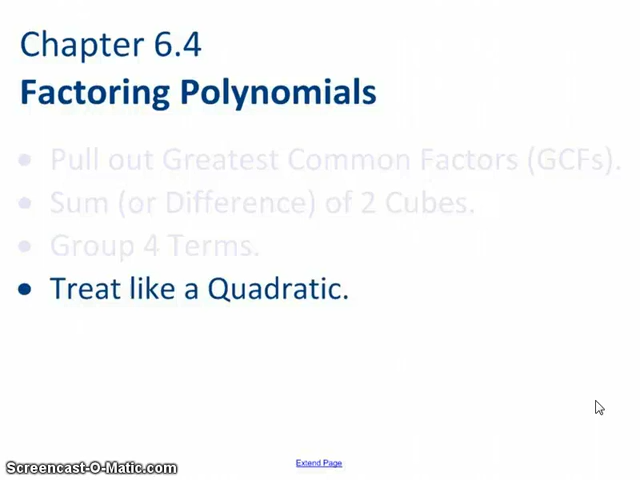 Chapter 6.4
Factoring Polynomials
• Pull out Greatest Common Factors (GCFs).
• Sum (or Difference) of 2 Cubes.
• Group 4 Terms.
• Treat like a Quadratic.
Extend Page
Screencast-O-Matic.com